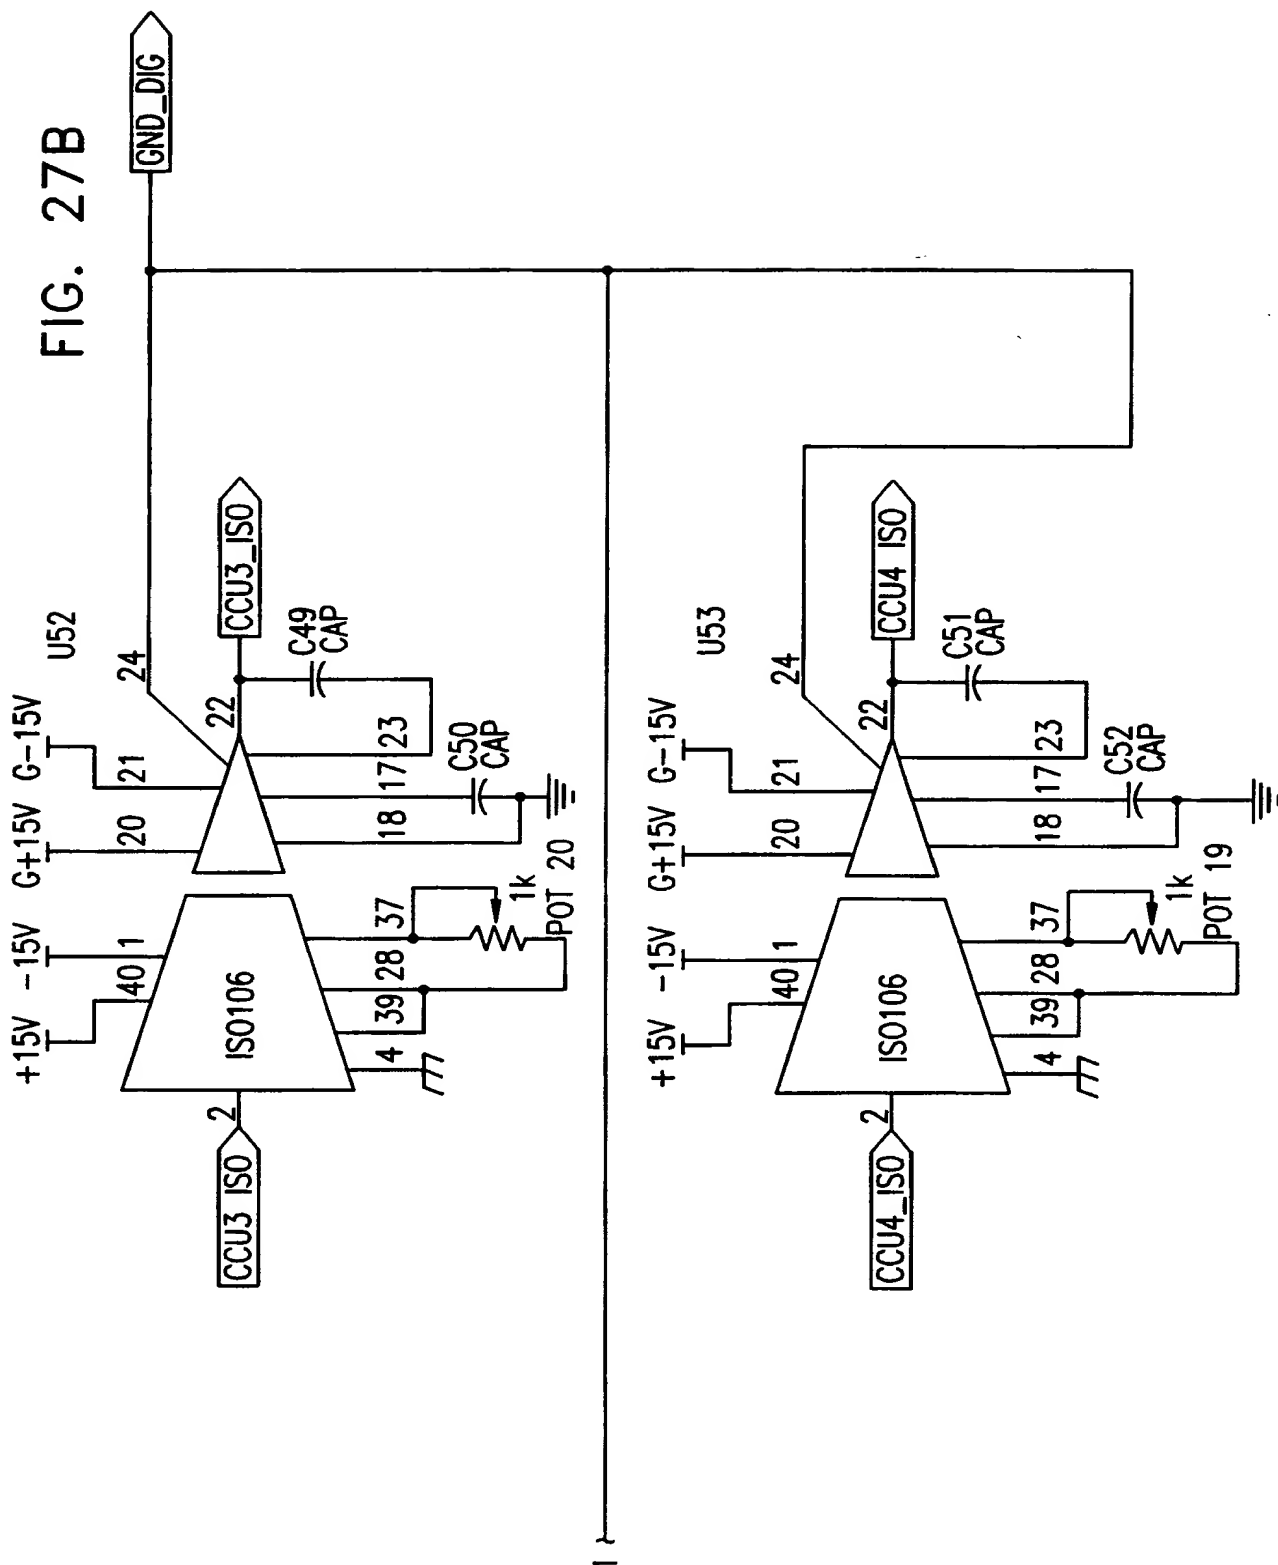 FIG. 27B
GND_DIG
U52
+15V
-15V
G+15V
G-15V
40
1
20
21
24
CCU3 ISO
2
ISO106
22
CCU3_ISO
4
39
28
37
18
17
23
C49
CAP
C50
CAP
1k
POT 20
U53
+15V
-15V
G+15V
G-15V
40
1
20
21
24
CCU4_ISO
2
ISO106
22
CCU4 ISO
4
39
28
37
18
17
23
C51
CAP
C52
CAP
1k
POT 19
I